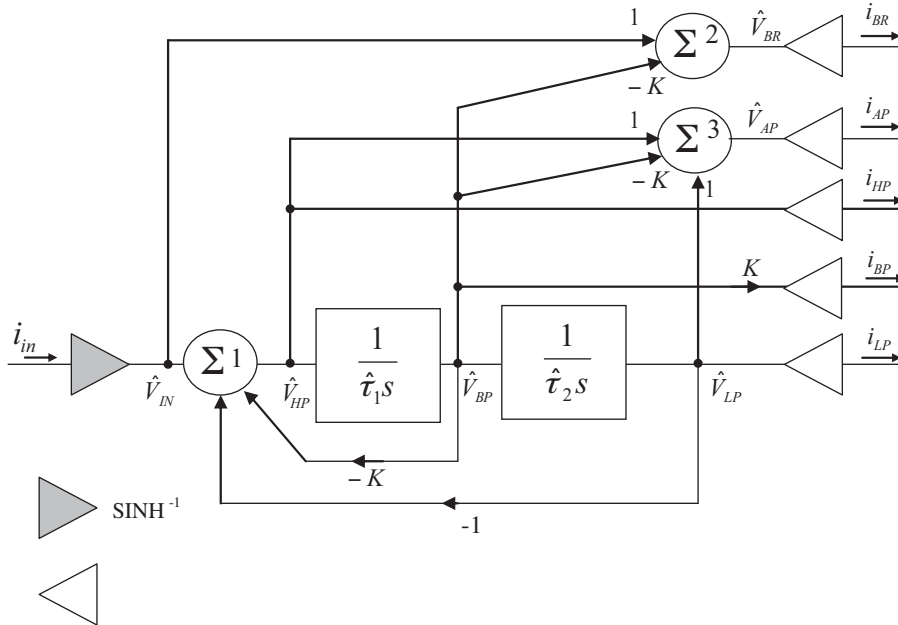 1
Σ 2
V̂_BR
i_BR
– K
1
Σ 3
V̂_AP
i_AP
– K
1
i_HP
K
i_BP
i_in
Σ 1
1
τ̂_1 s
1
τ̂_2 s
i_LP
V̂_IN
V̂_HP
V̂_BP
V̂_LP
– K
-1
SINH^-1